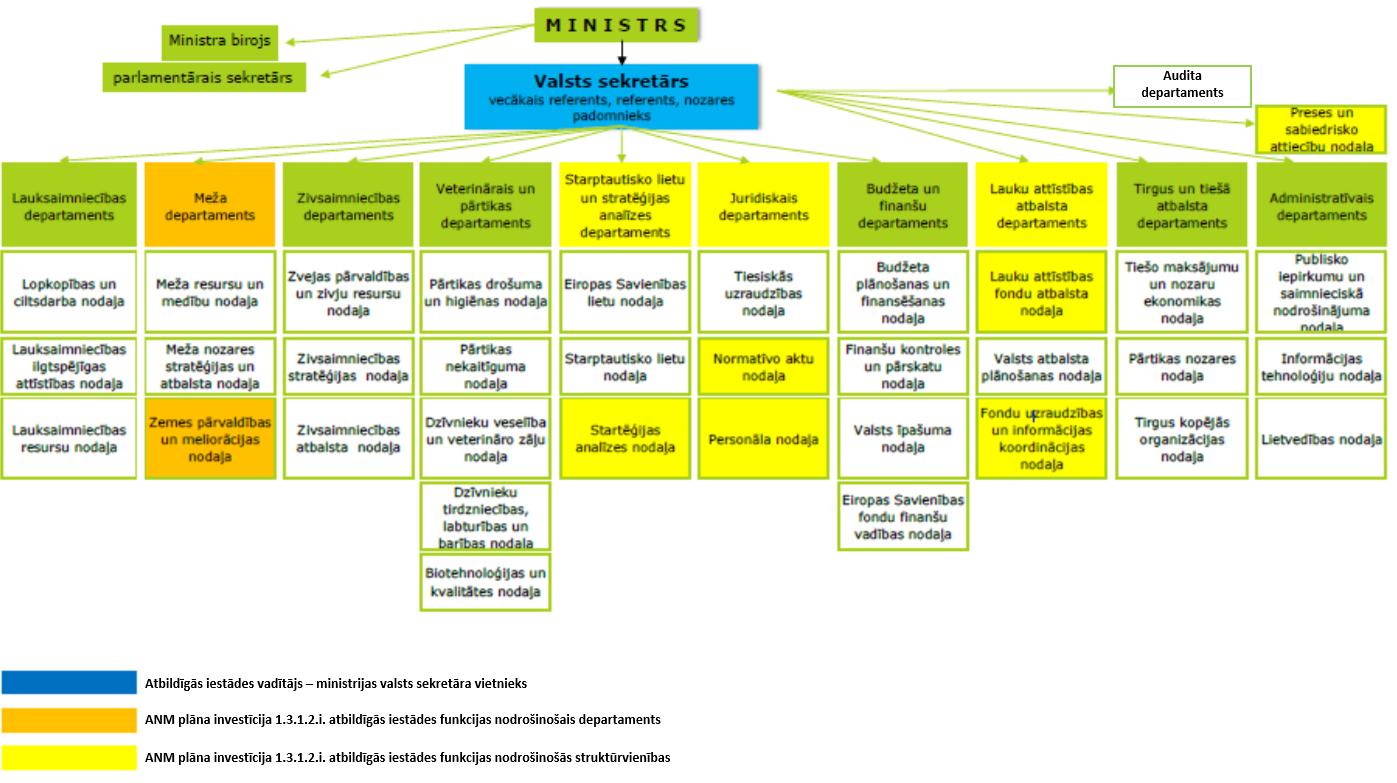 M I N I S T R S
Ministra birojs
parlamentārais sekretārs
Valsts sekretārs
vecākais referents, referents, nozares
padomnieks
Audita
departaments
Preses un
sabiedrisko
attiecību nodaļa
Lauksaimniecības
departaments
Lopkopības un
ciltsdarba nodaļa
Lauksaimniecības
ilgtspējīgas
attīstības nodaļa
Lauksaimniecības
resursu nodaļa
Meža
departaments
Meža resursu un
medību nodaļa
Meža nozares
stratēģijas un
atbalsta nodaļa
Zemes pārvaldības
un meliorācijas
nodaļa
Zivsaimniecības
departaments
Zvejas pārvaldības
un zivju resursu
nodaļa
Zivsaimniecības
stratēģijas nodaļa
Zivsaimniecības
atbalsta nodaļa
Veterinārais un
pārtikas
departaments
Pārtikas drošuma
un higiēnas nodaļa
Pārtikas
nekaitīguma
nodaļa
Dzīvnieku veselība
un veterināro zāļu
nodaļa
Dzīvnieku
tirdzniecības,
labturības un
barības nodaļa
Biotehnoloģijas un
kvalitātes nodaļa
Starptautisko lietu
un stratēģijas
analīzes
departaments
Eiropas Savienības
lietu nodaļa
Starptautisko lietu
nodaļa
Startēģijas
analīzes nodaļa
Juridiskais
departaments
Tiesiskās
uzraudzības
nodaļa
Normatīvo aktu
nodaļa
Personāla nodaļa
Budžeta un
finanšu
departaments
Budžeta
plānošanas un
finansēšanas
nodaļa
Finanšu kontroles
un pārskatu
nodaļa
Valsts īpašuma
nodaļa
Eiropas Savienības
fondu finanšu
vadības nodaļa
Lauku attīstības
atbalsta
departaments
Lauku attīstības
fondu atbalsta
nodaļa
Valsts atbalsta
plānošanas nodaļa
Fondu uzraudzības
un informācijas
koordinācijas
nodaļa
Tirgus un tiešā
atbalsta
departaments
Tiešo maksājumu
un nozaru
ekonomikas
nodaļa
Pārtikas nozares
nodaļa
Tirgus kopējās
organizācijas
nodaļa
Administratīvais
departaments
Publisko
iepirkumu un
saimnieciskā
nodrošinājuma
nodaļa
Informācijas
tehnoloģiju nodaļa
Lietvedības nodaļa
Atbildīgās iestādes vadītājs – ministrijas valsts sekretāra vietnieks
ANM plāna investīcija 1.3.1.2.i. atbildīgās iestādes funkcijas nodrošinošais departaments
ANM plāna investīcija 1.3.1.2.i. atbildīgās iestādes funkcijas nodrošinošās struktūrvienības